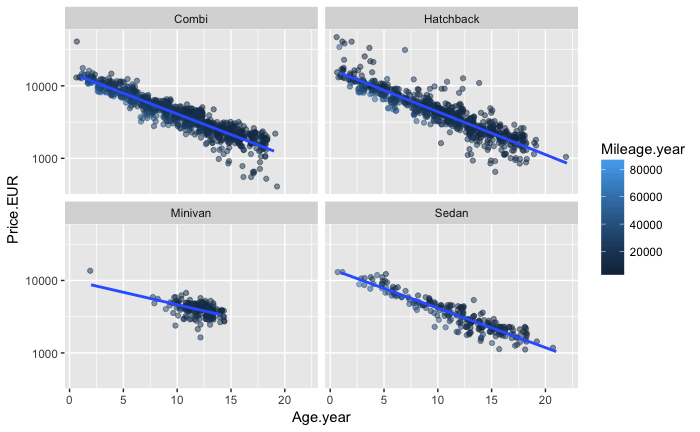 Combi
Hatchback
10000
1000
Minivan
Sedan
10000
1000
0 5 10 15 20
0 5 10 15 20
Age.year
Price.EUR
Mileage.year
80000
60000
40000
20000